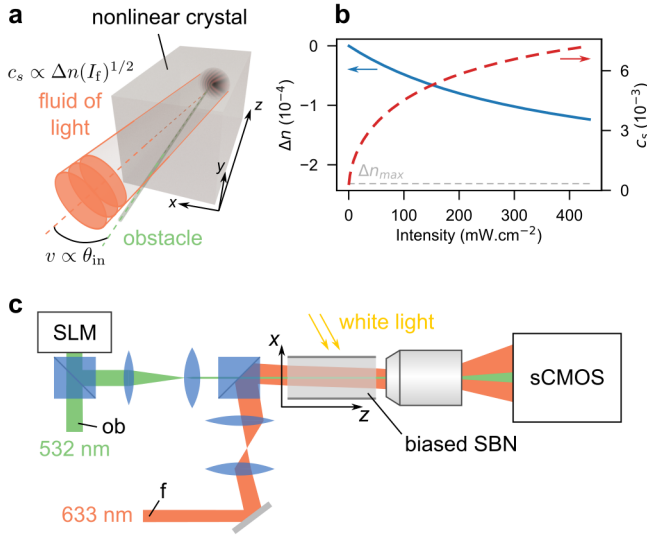 a
nonlinear crystal
c_s ∝ Δn(I_f)^{1/2}
fluid of
light
z
y
x
obstacle
v ∝ θ_in
b
0
−1
−2
Δn (10⁻⁴)
Δn_max
6
3
0
c_s (10⁻³)
0 100 200 300 400
Intensity (mW.cm⁻²)
c
SLM
white light
x
z
sCMOS
ob
532 nm
biased SBN
f
633 nm